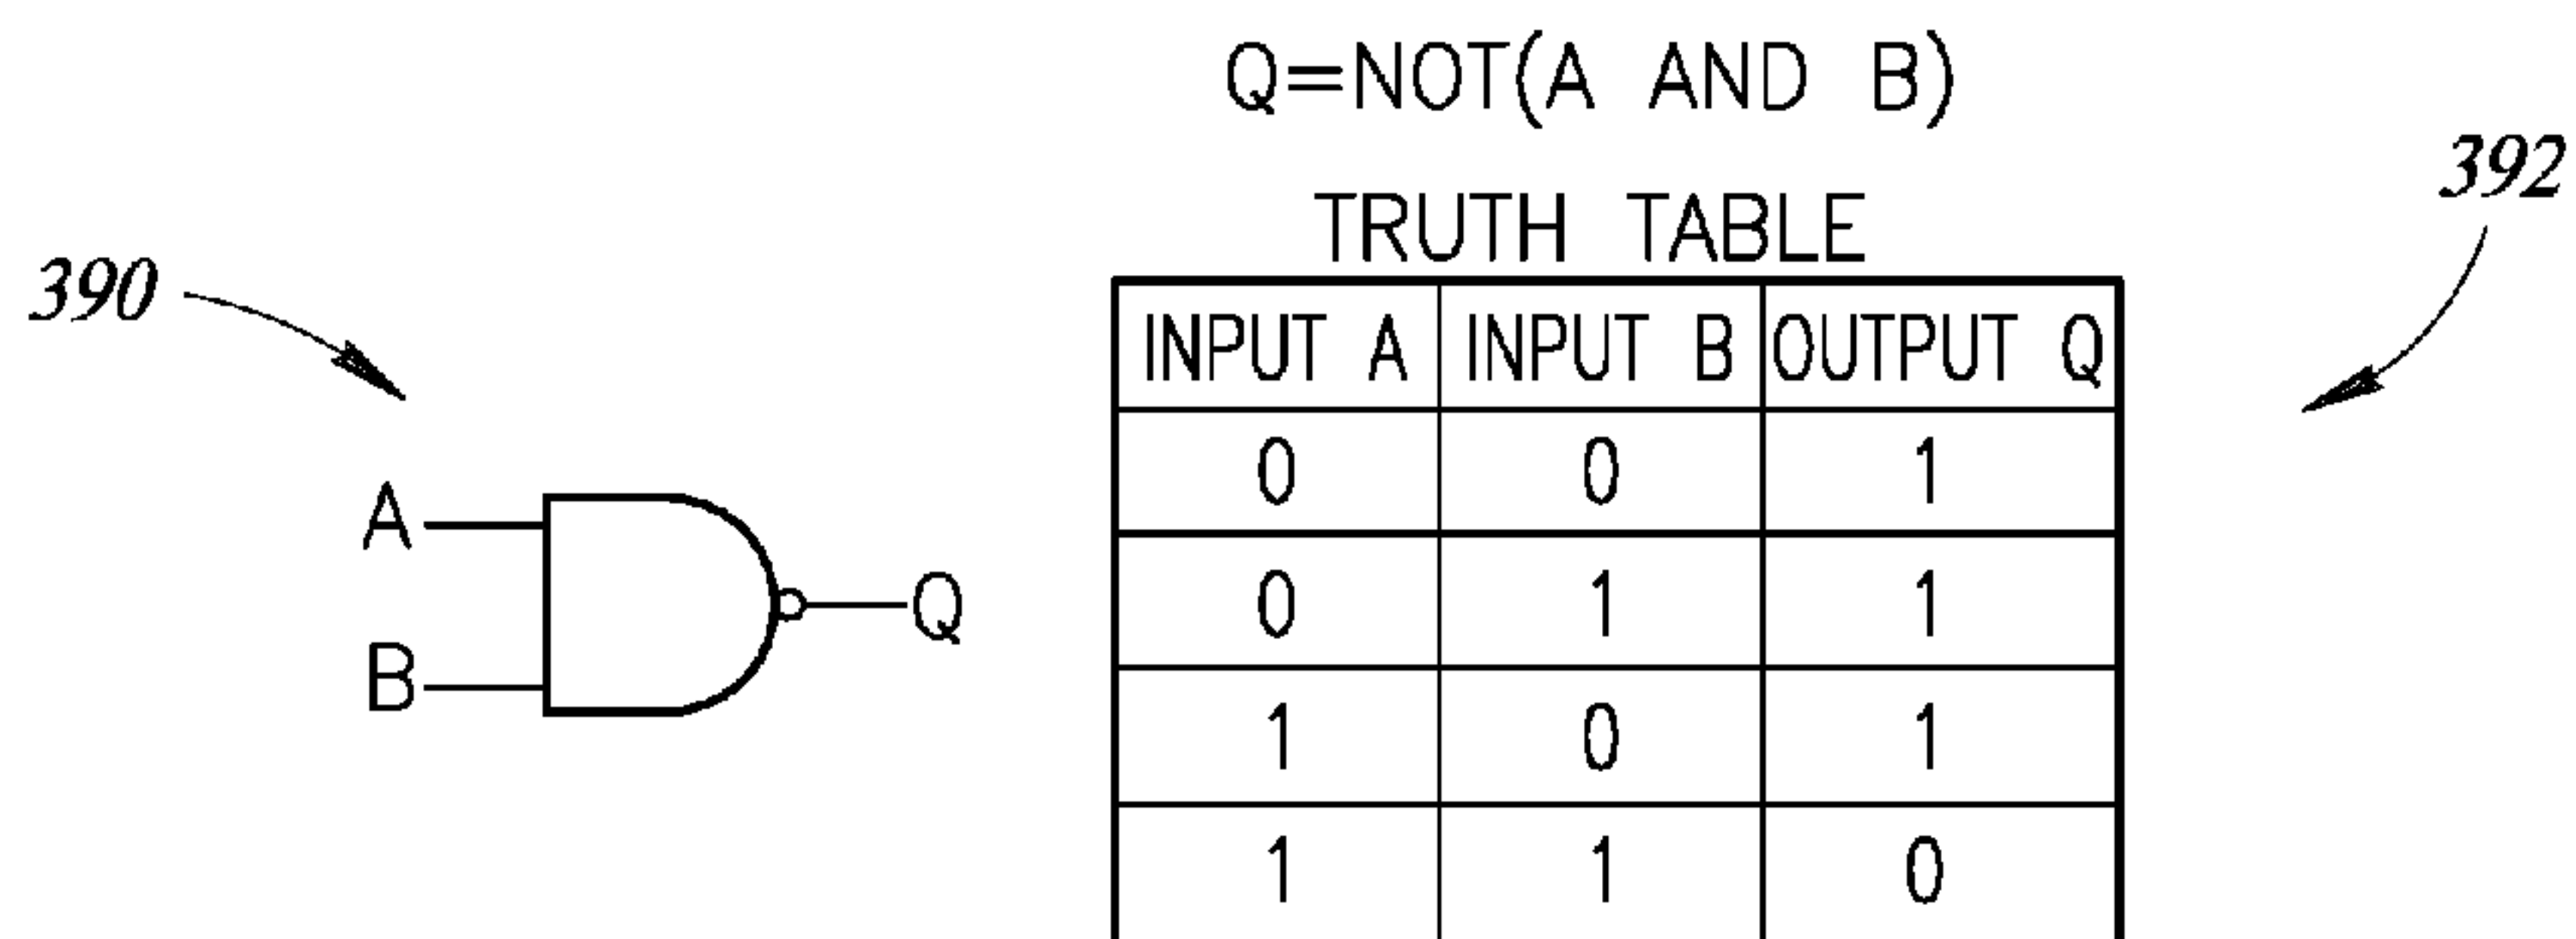 Q=NOT(A AND B)
392
TRUTH TABLE
390
INPUT A INPUT B OUTPUT Q
0 0 1
A
0 1 1
Q
B
1 0 1
1 1 0